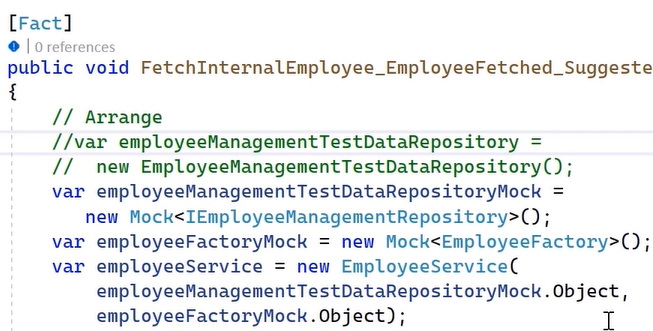 [Fact]
| 0 references
public void FetchInternalEmployee_EmployeeFetched_Suggeste
{
// Arrange
//var employeeManagementTestDataRepository =
//  new EmployeeManagementTestDataRepository();
var employeeManagementTestDataRepositoryMock =
new Mock<IEmployeeManagementRepository>();
var employeeFactoryMock = new Mock<EmployeeFactory>();
var employeeService = new EmployeeService(
employeeManagementTestDataRepositoryMock.Object,
employeeFactoryMock.Object);